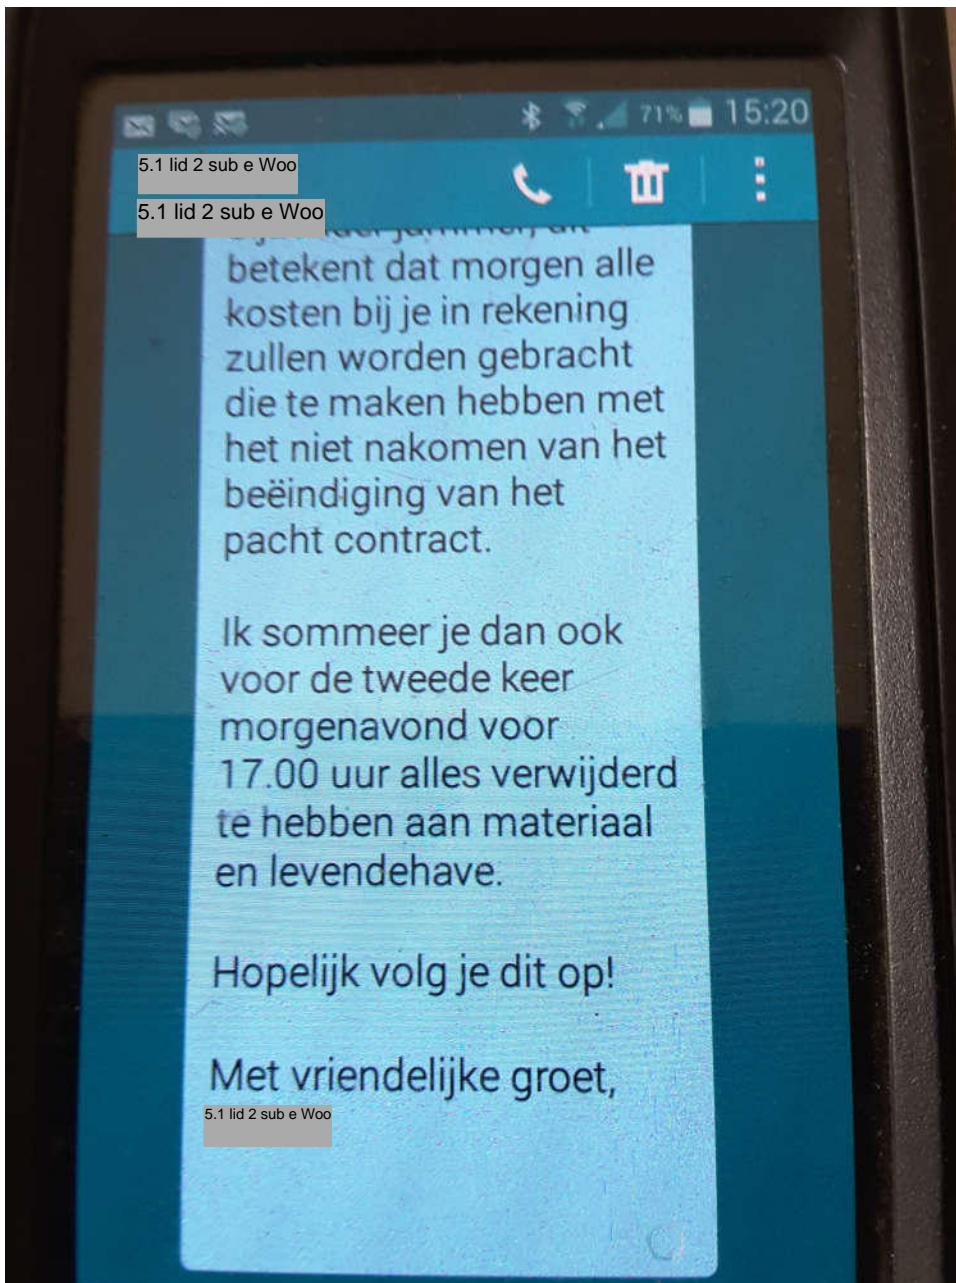 71% 15:20
5.1 lid 2 sub e Woo
5.1 lid 2 sub e Woo
betekent dat morgen alle
kosten bij je in rekening
zullen worden gebracht
die te maken hebben met
het niet nakomen van het
beëindiging van het
pacht contract.
Ik sommeer je dan ook
voor de tweede keer
morgenavond voor
17.00 uur alles verwijderd
te hebben aan materiaal
en levendehave.
Hopelijk volg je dit op!
Met vriendelijke groet,
5.1 lid 2 sub e Woo